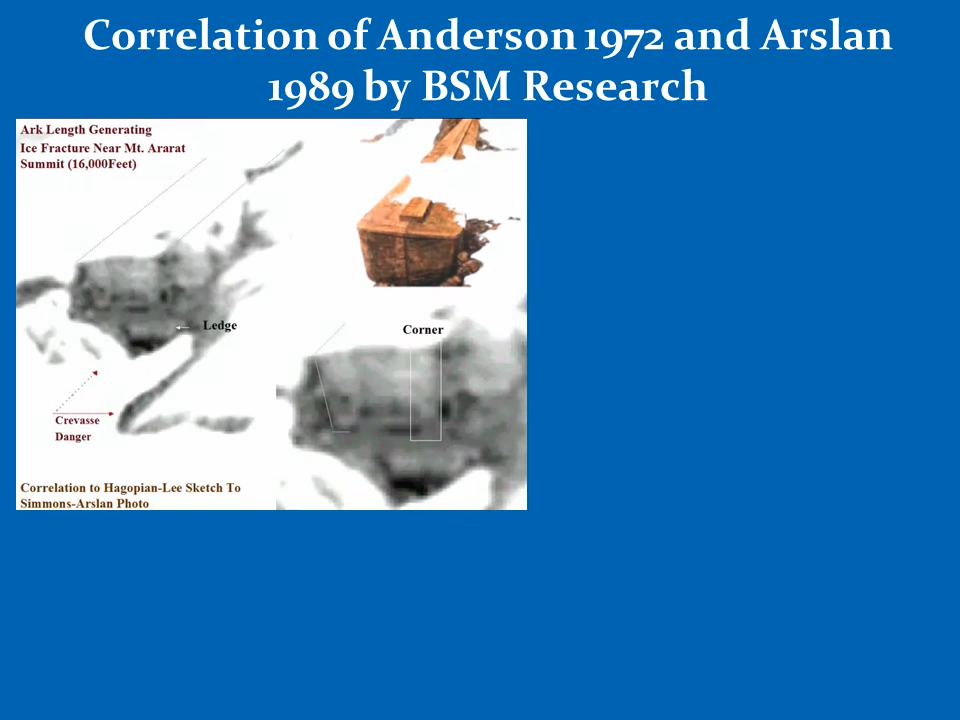 Correlation of Anderson 1972 and Arslan
1989 by BSM Research
Ark Length Generating
Ice Fracture Near Mt. Ararat
Summit (16,000Feet)
Ledge
Corner
Crevasse
Danger
Correlation to Hagopian-Lee Sketch To
Simmons-Arslan Photo